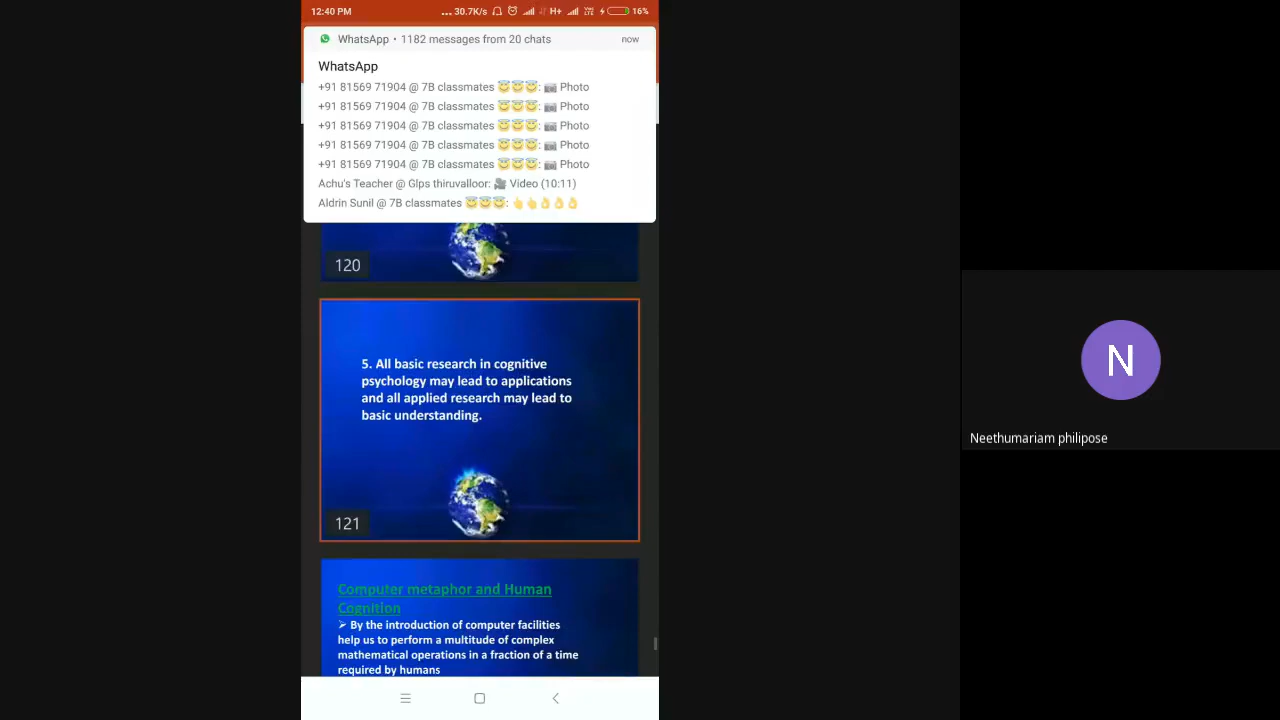 12:40 PM
... 30.7K/s H+ VoLTE 16%
WhatsApp • 1182 messages from 20 chats now
WhatsApp
+91 81569 71904 @ 7B classmates 😇😇😇: 📷 Photo
+91 81569 71904 @ 7B classmates 😇😇😇: 📷 Photo
+91 81569 71904 @ 7B classmates 😇😇😇: 📷 Photo
+91 81569 71904 @ 7B classmates 😇😇😇: 📷 Photo
+91 81569 71904 @ 7B classmates 😇😇😇: 📷 Photo
Achu's Teacher @ Glps thiruvalloor: 🎥 Video (10:11)
Aldrin Sunil @ 7B classmates 😇😇😇: 👆👆👌👌👌
120
5. All basic research in cognitive
psychology may lead to applications
and all applied research may lead to
basic understanding.
121
Computer metaphor and Human
Cognition
➢ By the introduction of computer facilities
help us to perform a multitude of complex
mathematical operations in a fraction of a time
required by humans
N
Neethumariam philipose